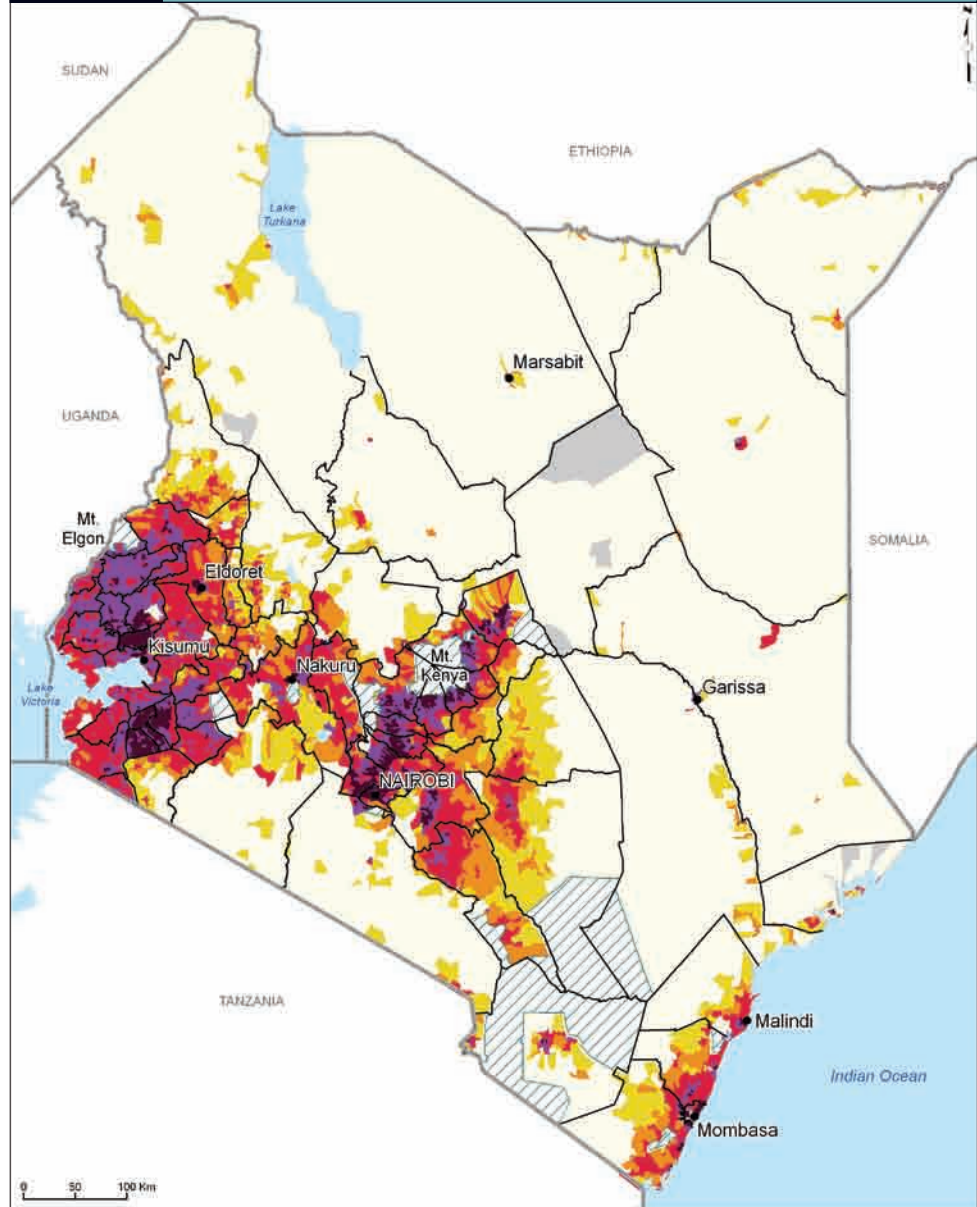 SUDAN
ETHIOPIA
Lake
Turkana
Marsabit
UGANDA
Mt.
Elgon
SOMALIA
Eldoret
Kisumu
Mt.
Kenya
Nakuru
Lake
Victoria
Garissa
NAIROBI
TANZANIA
Malindi
Indian Ocean
Mombasa
0 50 100 Km